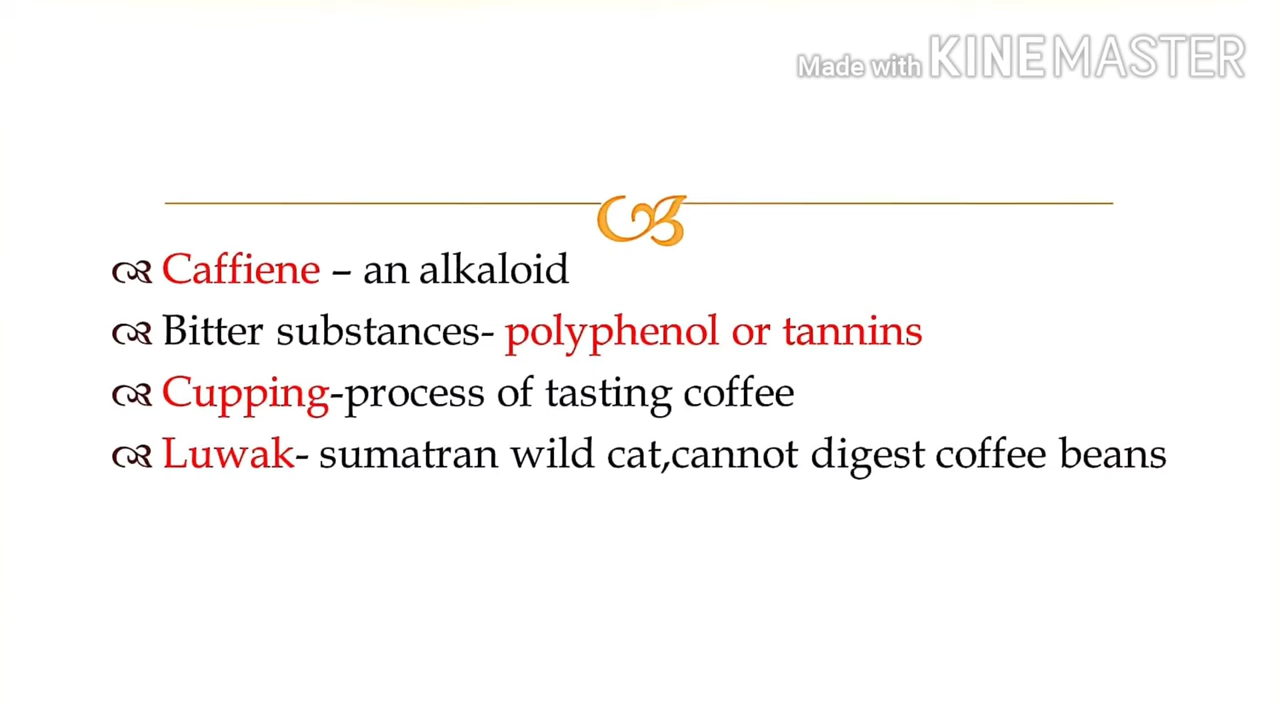 Made with KINEMASTER
Caffiene – an alkaloid
Bitter substances- polyphenol or tannins
Cupping-process of tasting coffee
Luwak- sumatran wild cat,cannot digest coffee beans